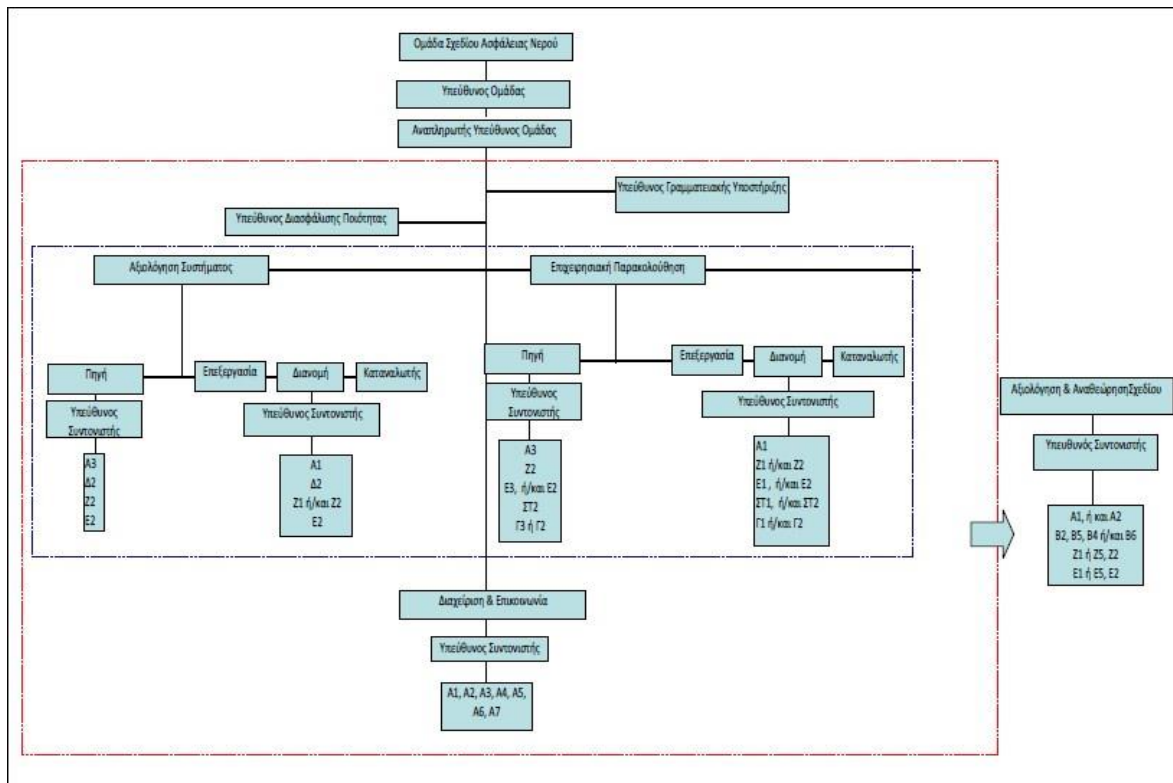 Ομάδα Σχεδίου Ασφάλειας Νερού
Υπεύθυνος Ομάδας
Αναπληρωτής Υπεύθυνος Ομάδας
Υπεύθυνος Γραμματειακής Υποστήριξης
Υπεύθυνος Διασφάλισης Ποιότητας
Αξιολόγηση Συστήματος
Επιχειρησιακή Παρακολούθηση
Πηγή
Επεξεργασία
Διανομή
Καταναλωτής
Υπεύθυνος
Συντονιστής
Υπεύθυνος Συντονιστής
Α3
Δ2
Ζ2
Ε2
Α1
Δ2
Ζ1 ή/και Ζ2
Ε2
Πηγή
Επεξεργασία
Διανομή
Καταναλωτής
Υπεύθυνος
Συντονιστής
Υπεύθυνος Συντονιστής
Α3
Ζ2
Ε3, ή/και Ε2
ΣΤ2
Γ3 ή Γ2
Α1
Ζ1 ή/και Ζ2
Ε1 , ή/και Ε2
ΣΤ1, ή/και ΣΤ2
Γ1 ή/και Γ2
Αξιολόγηση & ΑναθεώρησηΣχεδίου
Υπευθυνός Συντονιστής
Α1, ή και Α2
Β2, Β5, Β4 ή/και Β6
Ζ1 ή Ζ5, Ζ2
Ε1 ή Ε5, Ε2
Διαχείριση & Επικοινωνία
Υπεύθυνος Συντονιστής
Α1, Α2, Α3, Α4, Α5,
Α6, Α7